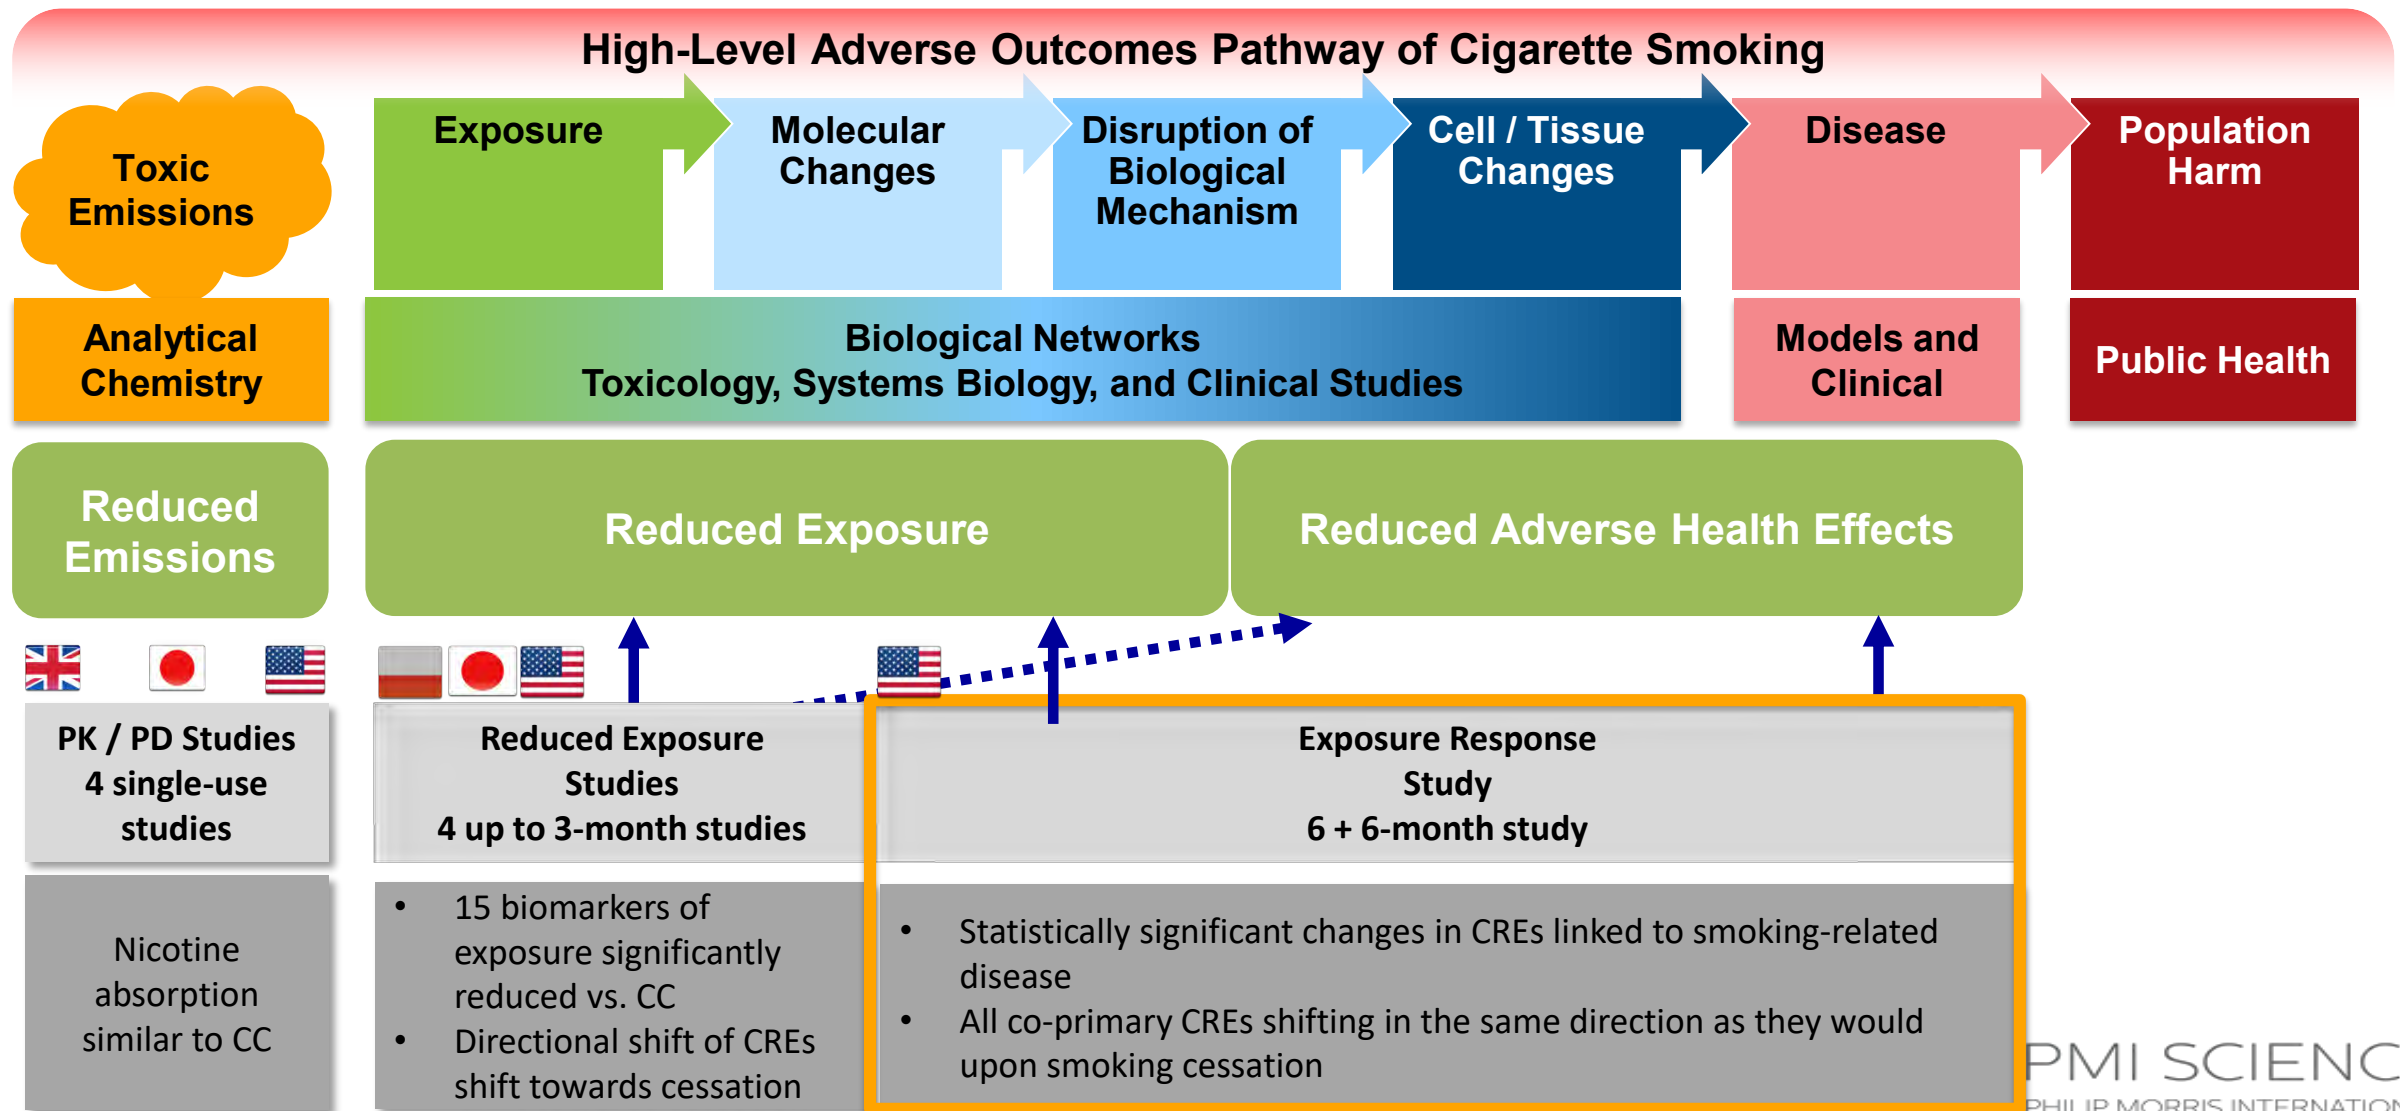 High-Level Adverse Outcomes Pathway of Cigarette Smoking
Toxic
Emissions
Exposure
Molecular
Changes
Disruption of
Biological
Mechanism
Cell / Tissue
Changes
Disease
Population
Harm
Analytical
Chemistry
Biological Networks
Toxicology, Systems Biology, and Clinical Studies
Models and
Clinical
Public Health
Reduced
Emissions
Reduced Exposure
Reduced Adverse Health Effects
PK / PD Studies
4 single-use
studies
Reduced Exposure
Studies
4 up to 3-month studies
Exposure Response
Study
6 + 6-month study
Nicotine
absorption
similar to CC
• 15 biomarkers of
exposure significantly
reduced vs. CC
• Directional shift of CREs
shift towards cessation
• Statistically significant changes in CREs linked to smoking-related
disease
• All co-primary CREs shifting in the same direction as they would
upon smoking cessation
PMI SCIENC
PHILIP MORRIS INTERNATION